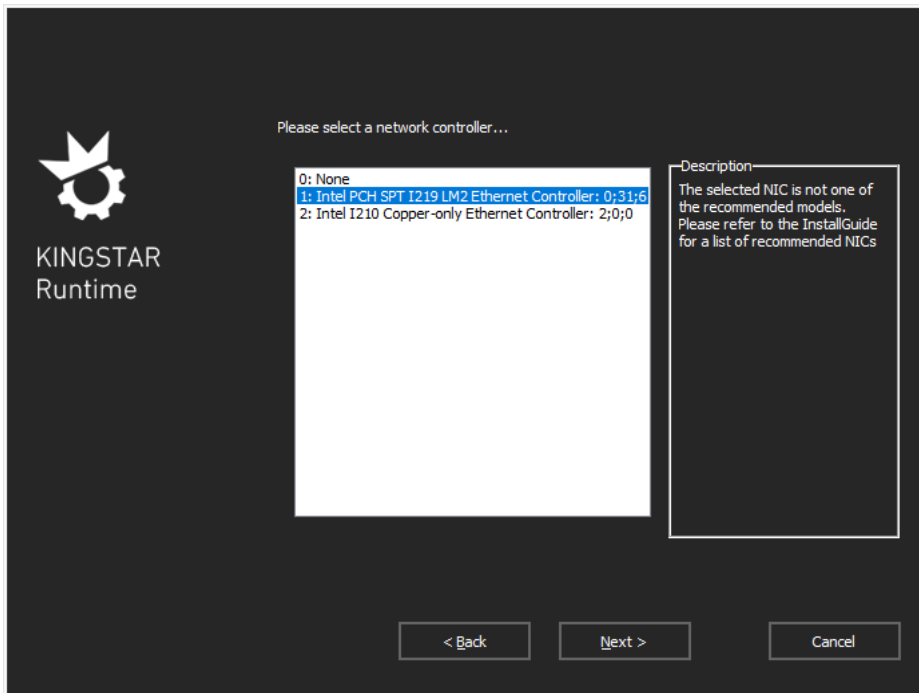 Please select a network controller...
0: None
1: Intel PCH SPT I219 LM2 Ethernet Controller: 0;31;6
2: Intel I210 Copper-only Ethernet Controller: 2;0;0
Description
The selected NIC is not one of
the recommended models.
Please refer to the InstallGuide
for a list of recommended NICs
KINGSTAR
Runtime
< Back
Next >
Cancel